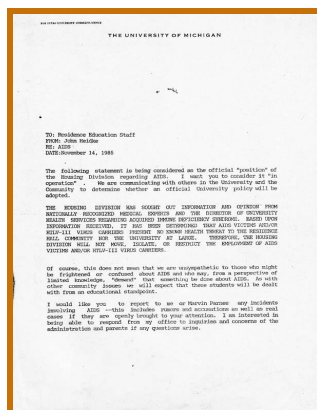 THE UNIVERSITY OF MICHIGAN
TO: Residence Education Staff
FROM: John Heidke
RE: AIDS
DATE: November 14, 1985
The following statement is being considered as the official "position" of
the Housing Division regarding AIDS. I want you to consider it "in
operation" . We are communicating with others in the University and the
Community to determine whether an official University policy will be
adopted.
THE HOUSING DIVISION HAS SOUGHT OUT INFORMATION AND OPINION FROM
NATIONALLY RECOGNIZED MEDICAL EXPERTS AND THE DIRECTOR OF UNIVERSITY
HEALTH SERVICES REGARDING ACQUIRED IMMUNE DEFICIENCY SYNDROME. BASED UPON
INFORMATION RECEIVED, IT HAS BEEN DETERMINED THAT AIDS VICTIMS AND/OR
HTLV-III VIRUS CARRIERS PRESENT NO KNOWN HEALTH THREAT TO THE RESIDENCE
HALL COMMUNITY NOR THE UNIVERSITY AT LARGE. THEREFORE, THE HOUSING
DIVISION WILL NOT MOVE, ISOLATE, OR RESTRICT THE EMPLOYMENT OF AIDS
VICTIMS AND/OR HTLV-III VIRUS CARRIERS.
Of course, this does not mean that we are unsympathetic to those who might
be frightened or confused about AIDS and who may, from a perspective of
limited knowledge, "demand" that something be done about AIDS. As with
other community issues we will expect that these students will be dealt
with from an educational standpoint.
I would like you to report to me or Marvin Parnes any incidents
involving AIDS --this includes rumors and accusations as well as real
cases if they are openly brought to your attention. I am interested in
being able to respond from my office to inquiries and concerns of the
administration and parents if any questions arise.